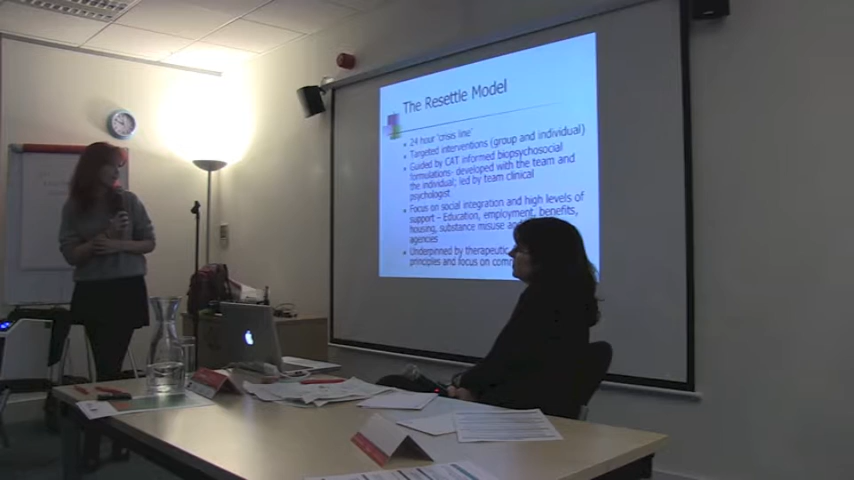 The Resettle Model
24 hour 'crisis line'
Targeted interventions (group and individual)
Guided by CAT informed biopsychosocial
formulations- developed with the team and
the individual; led by team clinical
psychologist
Focus on social integration and high levels of
support – Education, employment, benefits,
housing, substance misuse
agencies
Underpinned by therapeutic
principles and focus on